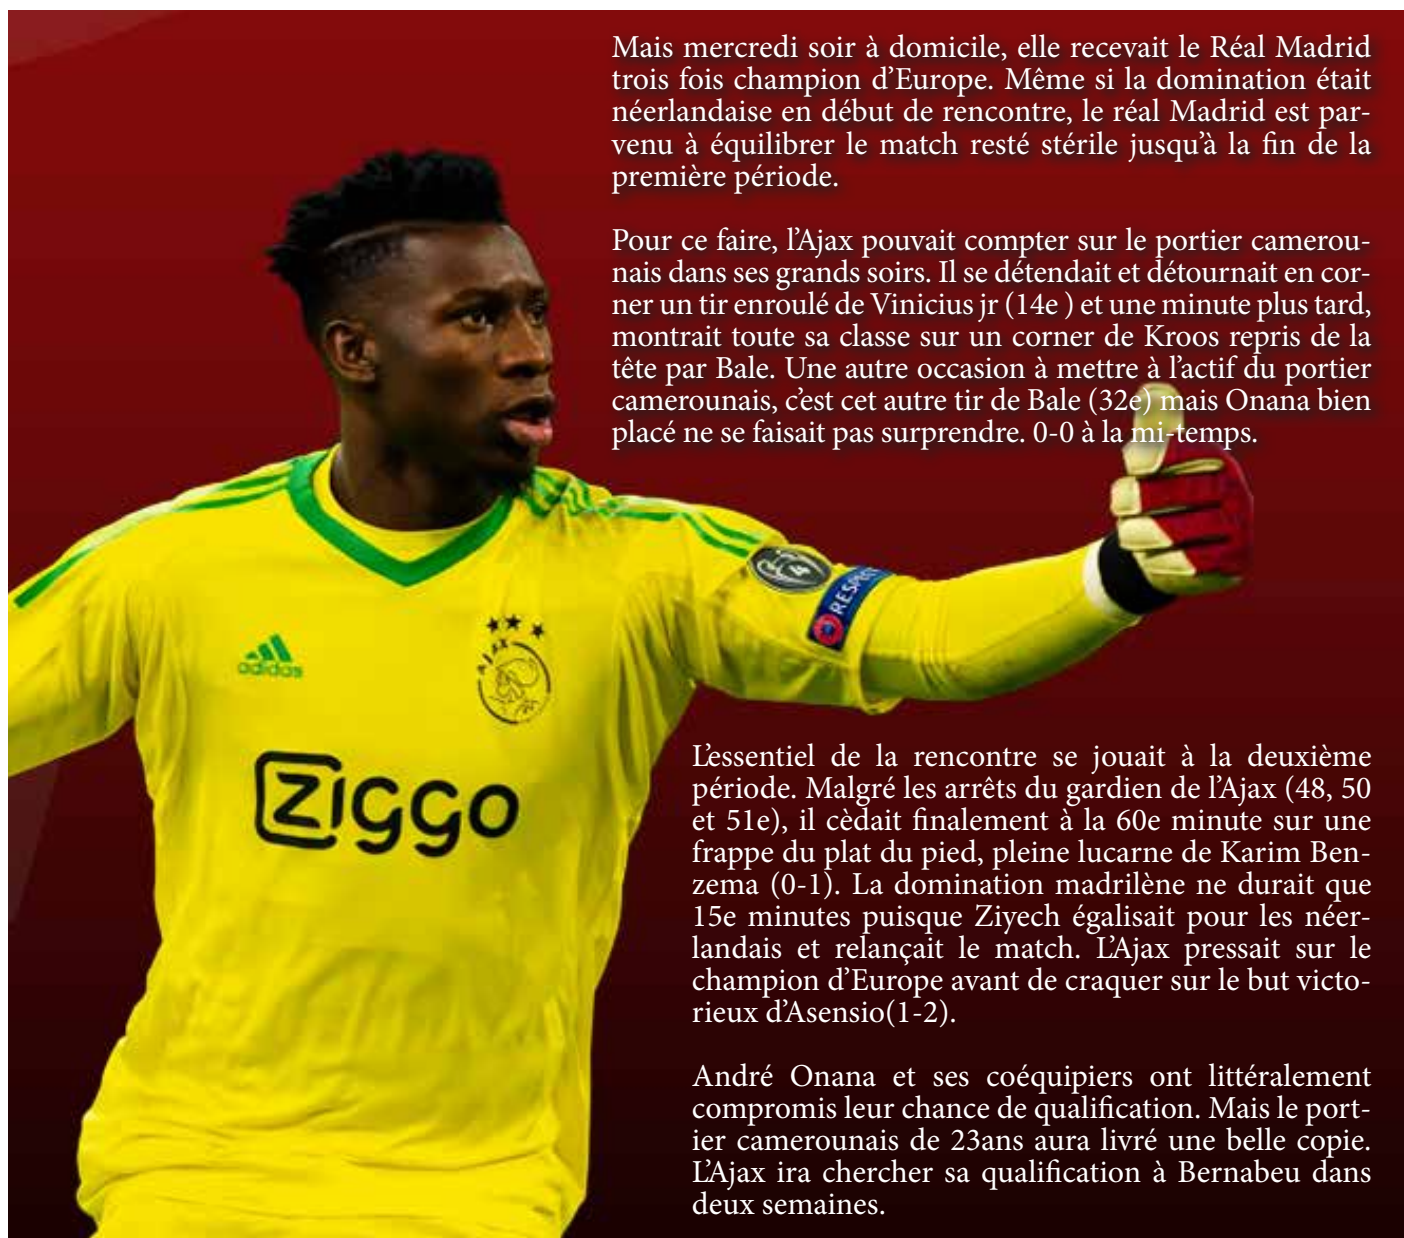 Mais mercredi soir à domicile, elle recevait le Réal Madrid
trois fois champion d'Europe. Même si la domination était
néerlandaise en début de rencontre, le réal Madrid est par-
venu à équilibrer le match resté stérile jusqu'à la fin de la
première période.
Pour ce faire, l'Ajax pouvait compter sur le portier camerou-
nais dans ses grands soirs. Il se détendait et détournait en cor-
ner un tir enroulé de Vinicius jr (14e ) et une minute plus tard,
montrait toute sa classe sur un corner de Kroos repris de la
tête par Bale. Une autre occasion à mettre à l'actif du portier
camerounais, c'est cet autre tir de Bale (32e) mais Onana bien
placé ne se faisait pas surprendre. 0-0 à la mi-temps.
4
RESPECT
adidas
AJAX
ZIGGO
L'essentiel de la rencontre se jouait à la deuxième
période. Malgré les arrêts du gardien de l'Ajax (48, 50
et 51e), il cèdait finalement à la 60e minute sur une
frappe du plat du pied, pleine lucarne de Karim Ben-
zema (0-1). La domination madrilène ne durait que
15e minutes puisque Ziyech égalisait pour les néer-
landais et relançait le match. L'Ajax pressait sur le
champion d'Europe avant de craquer sur le but victo-
rieux d'Asensio(1-2).
André Onana et ses coéquipiers ont littéralement
compromis leur chance de qualification. Mais le port-
ier camerounais de 23ans aura livré une belle copie.
L'Ajax ira chercher sa qualification à Bernabeu dans
deux semaines.